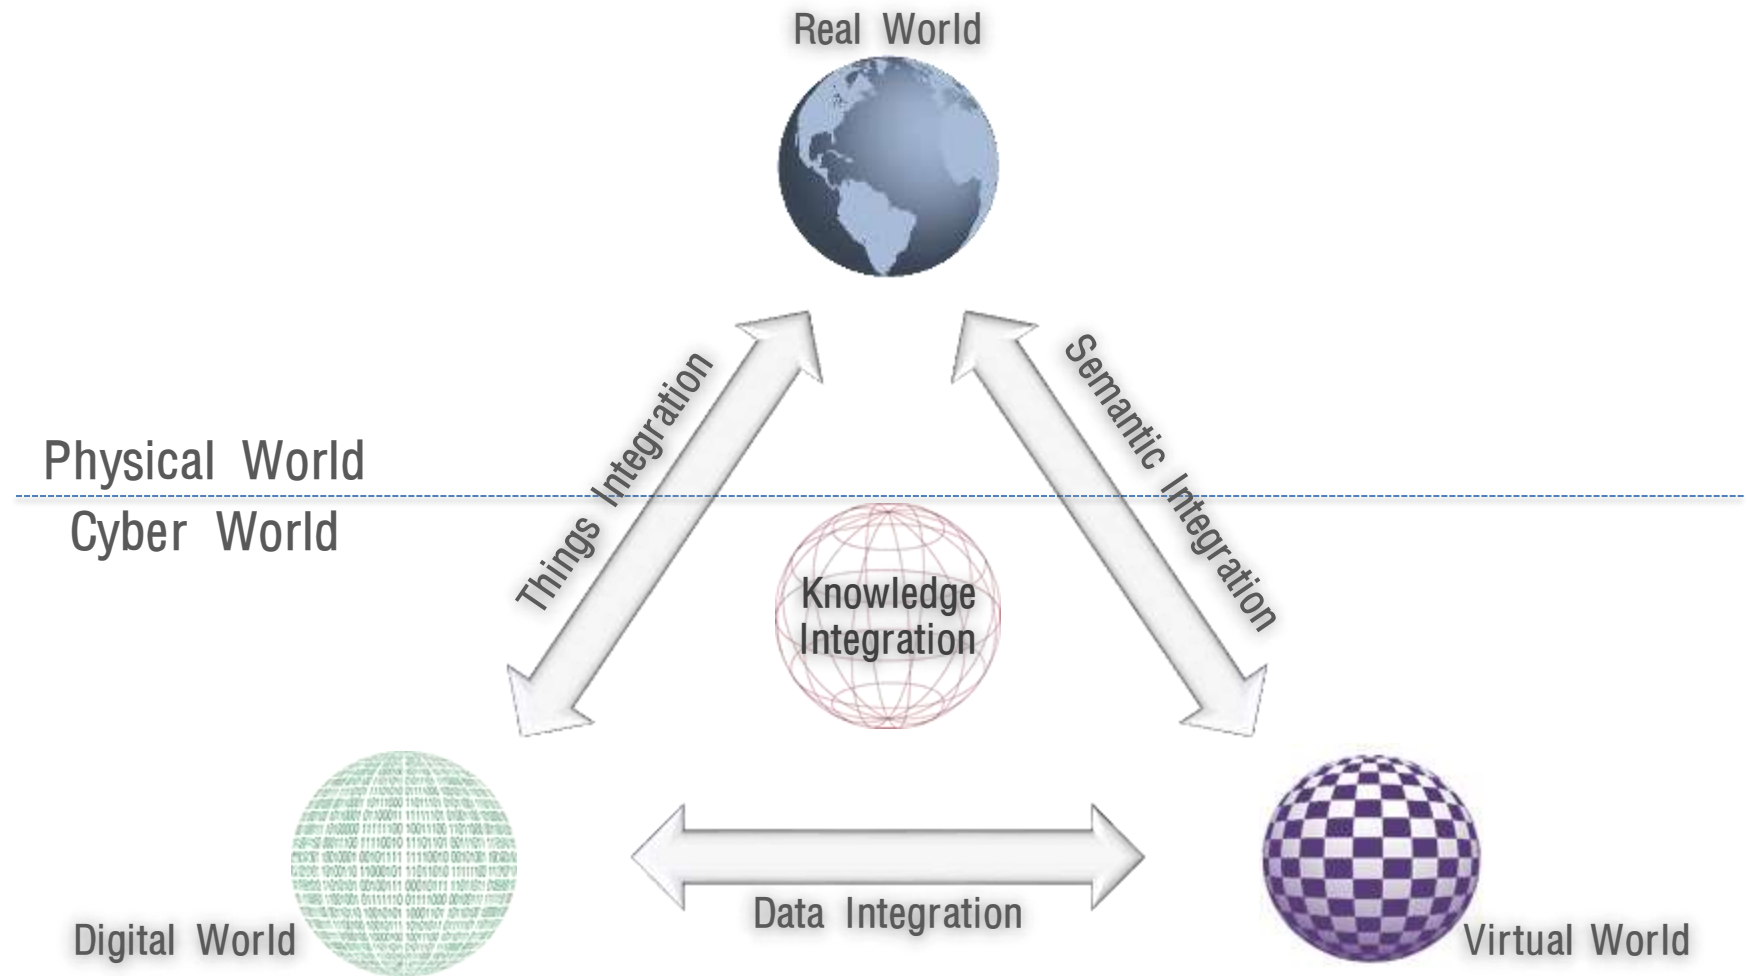 Real World
Things Integration
Semantic Integration
Physical World
Cyber World
Knowledge
Integration
Data Integration
Digital World
Virtual World